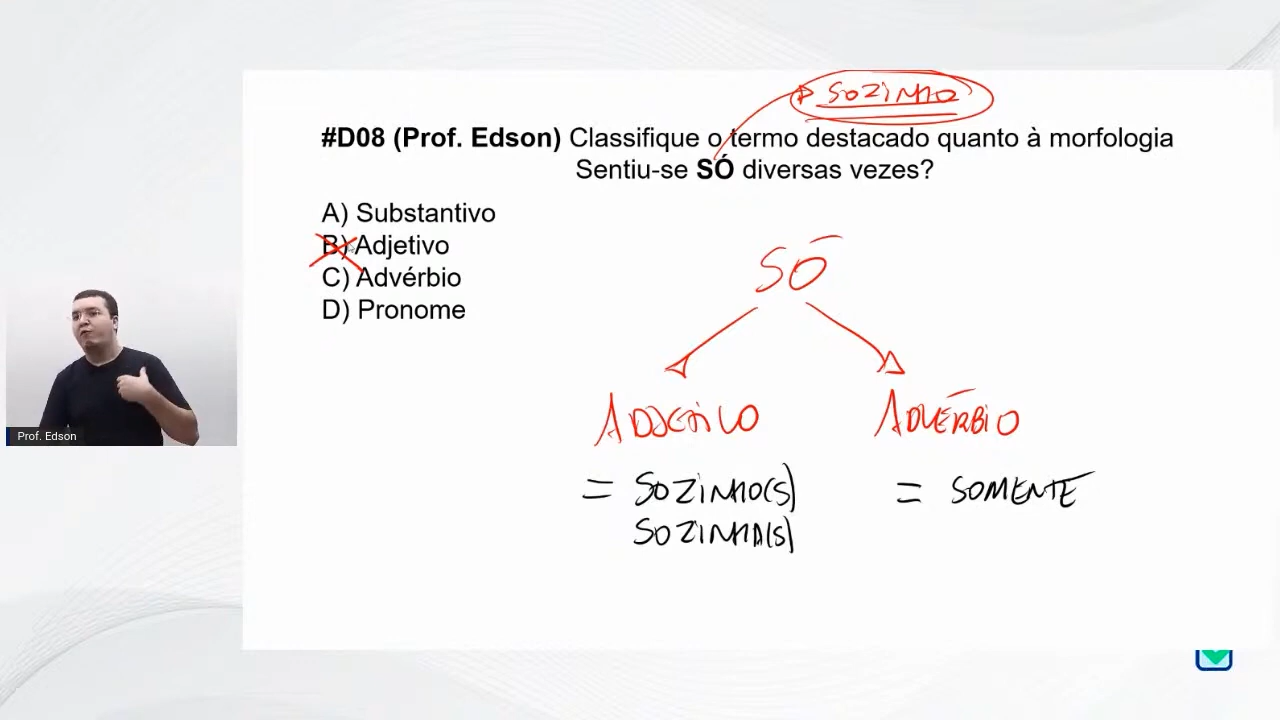 SOZINHO
#D08 (Prof. Edson) Classifique o termo destacado quanto à morfologia
Sentiu-se SÓ diversas vezes?
A) Substantivo
B) Adjetivo
C) Advérbio
D) Pronome
SÓ
ADJETIVO
ADVÉRBIO
= SOZINHO(S)
= SOMENTE
SOZINHA(S)
Prof. Edson